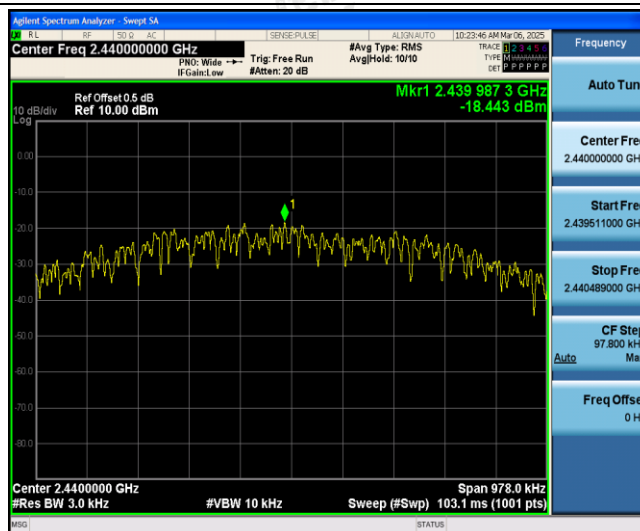 Agilent Spectrum Analyzer - Swept SA
RL RF 50 Ω AC SENSE:PULSE ALIGNAUTO 10:23:46 AM Mar 06, 2025
Center Freq 2.440000000 GHz
PNO: Wide
IFGain:Low
Trig: Free Run
#Atten: 20 dB
#Avg Type: RMS
Avg|Hold: 10/10
TRACE 1 2 3 4 5 6
TYPE M
DET P P P P P P
Mkr1 2.439 987 3 GHz
-18.443 dBm
Ref Offset 0.5 dB
Ref 10.00 dBm
10 dB/div
Log
0.00
-10.0
-20.0
-30.0
-40.0
-50.0
-60.0
-70.0
-80.0
1
Center 2.4400000 GHz
Span 978.0 kHz
#Res BW 3.0 kHz
#VBW 10 kHz
Sweep (#Swp) 103.1 ms (1001 pts)
MSG
STATUS
Frequency
Auto Tun
Center Fre
2.440000000 GH
Start Fre
2.439511000 GH
Stop Fre
2.440489000 GH
CF Ste
97.800 kH
Auto Ma
Freq Offse
0 H